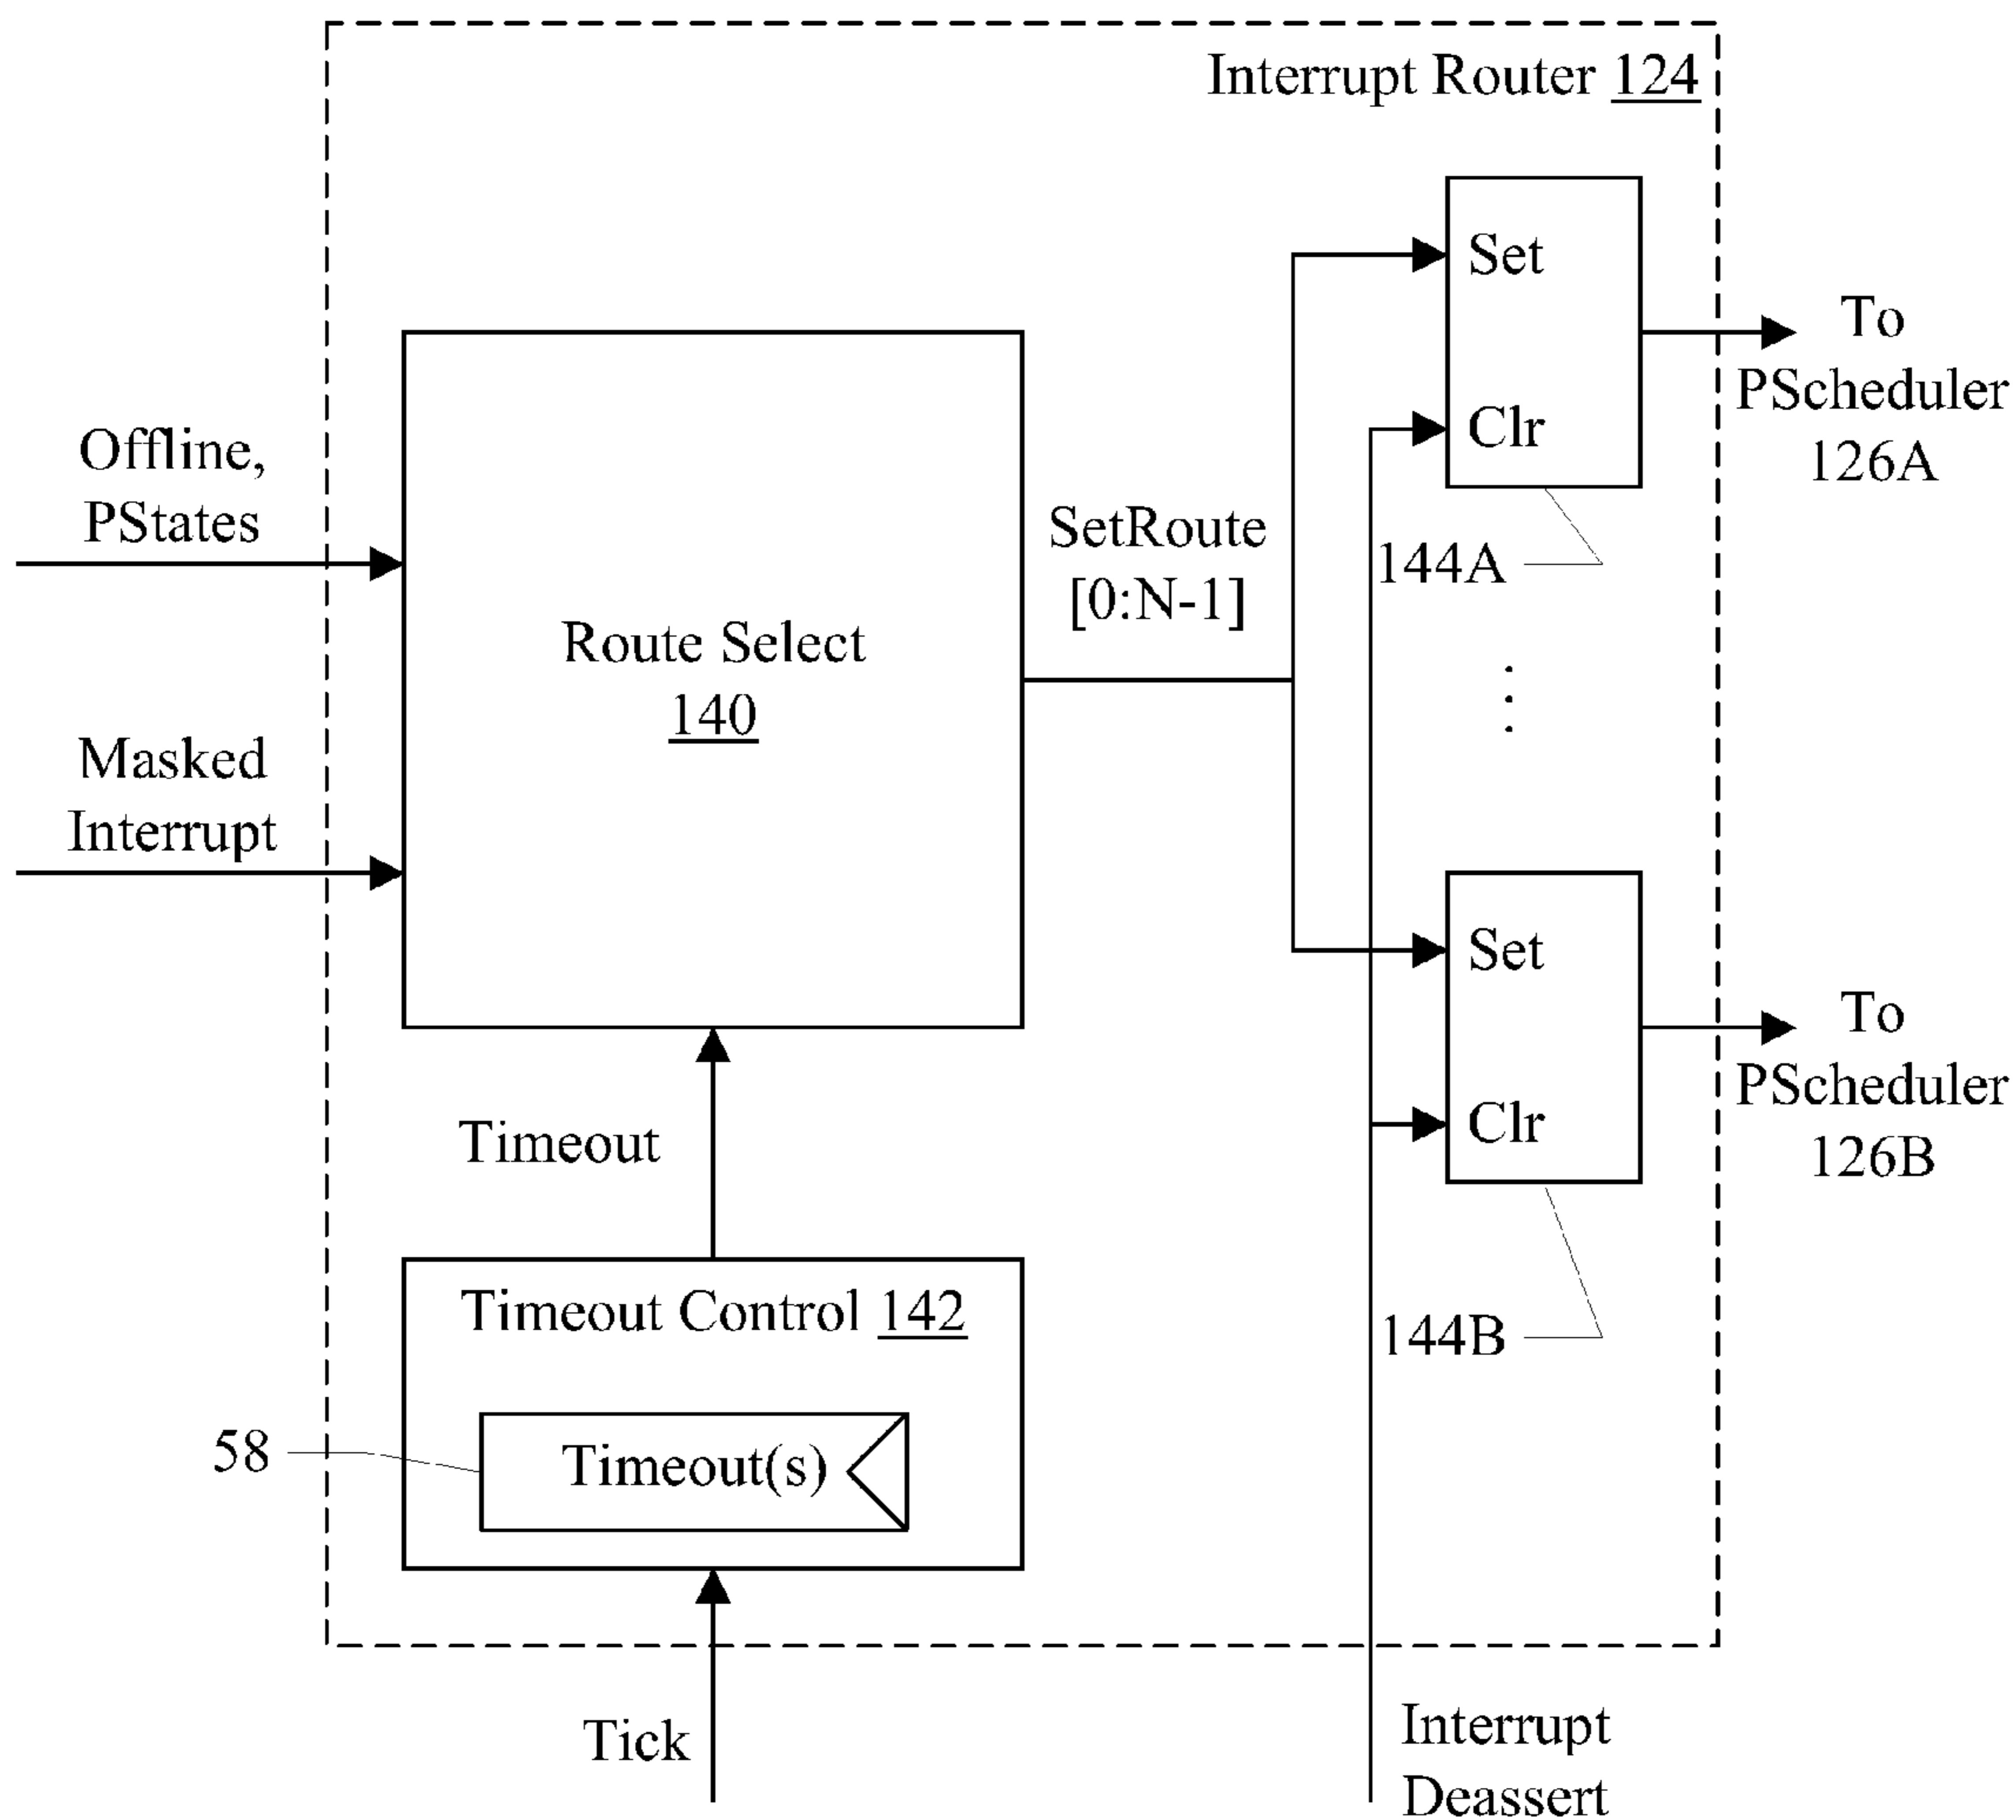 Interrupt Router 124
Set
Clr
To
PScheduler
126A
144A
Offline,
PStates
Masked
Interrupt
Route Select
140
SetRoute
[0:N-1]
Set
Clr
To
PScheduler
126B
144B
Timeout
Timeout Control 142
Timeout(s)
58
Tick
Interrupt
Deassert